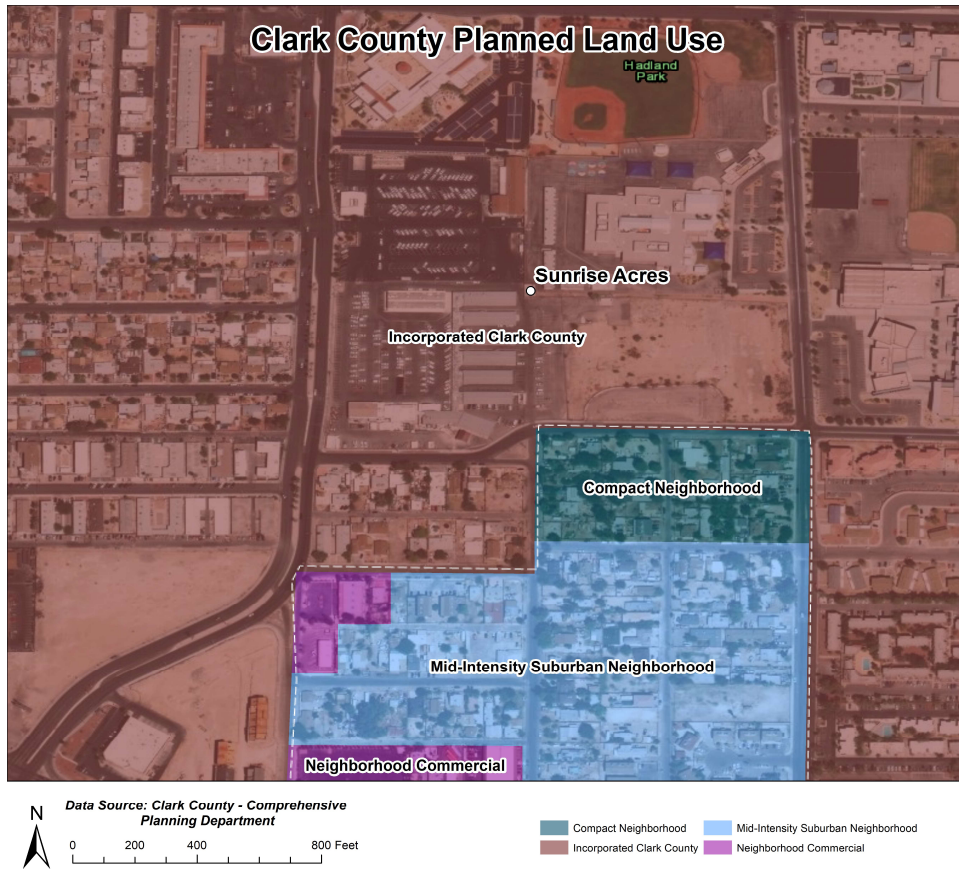 Clark County Planned Land Use
Hadland
Park
Sunrise Acres
Incorporated Clark County
Compact Neighborhood
Mid-Intensity Suburban Neighborhood
Neighborhood Commercial
N
Data Source: Clark County - Comprehensive
Planning Department
0 200 400 800 Feet
Compact Neighborhood
Mid-Intensity Suburban Neighborhood
Incorporated Clark County
Neighborhood Commercial